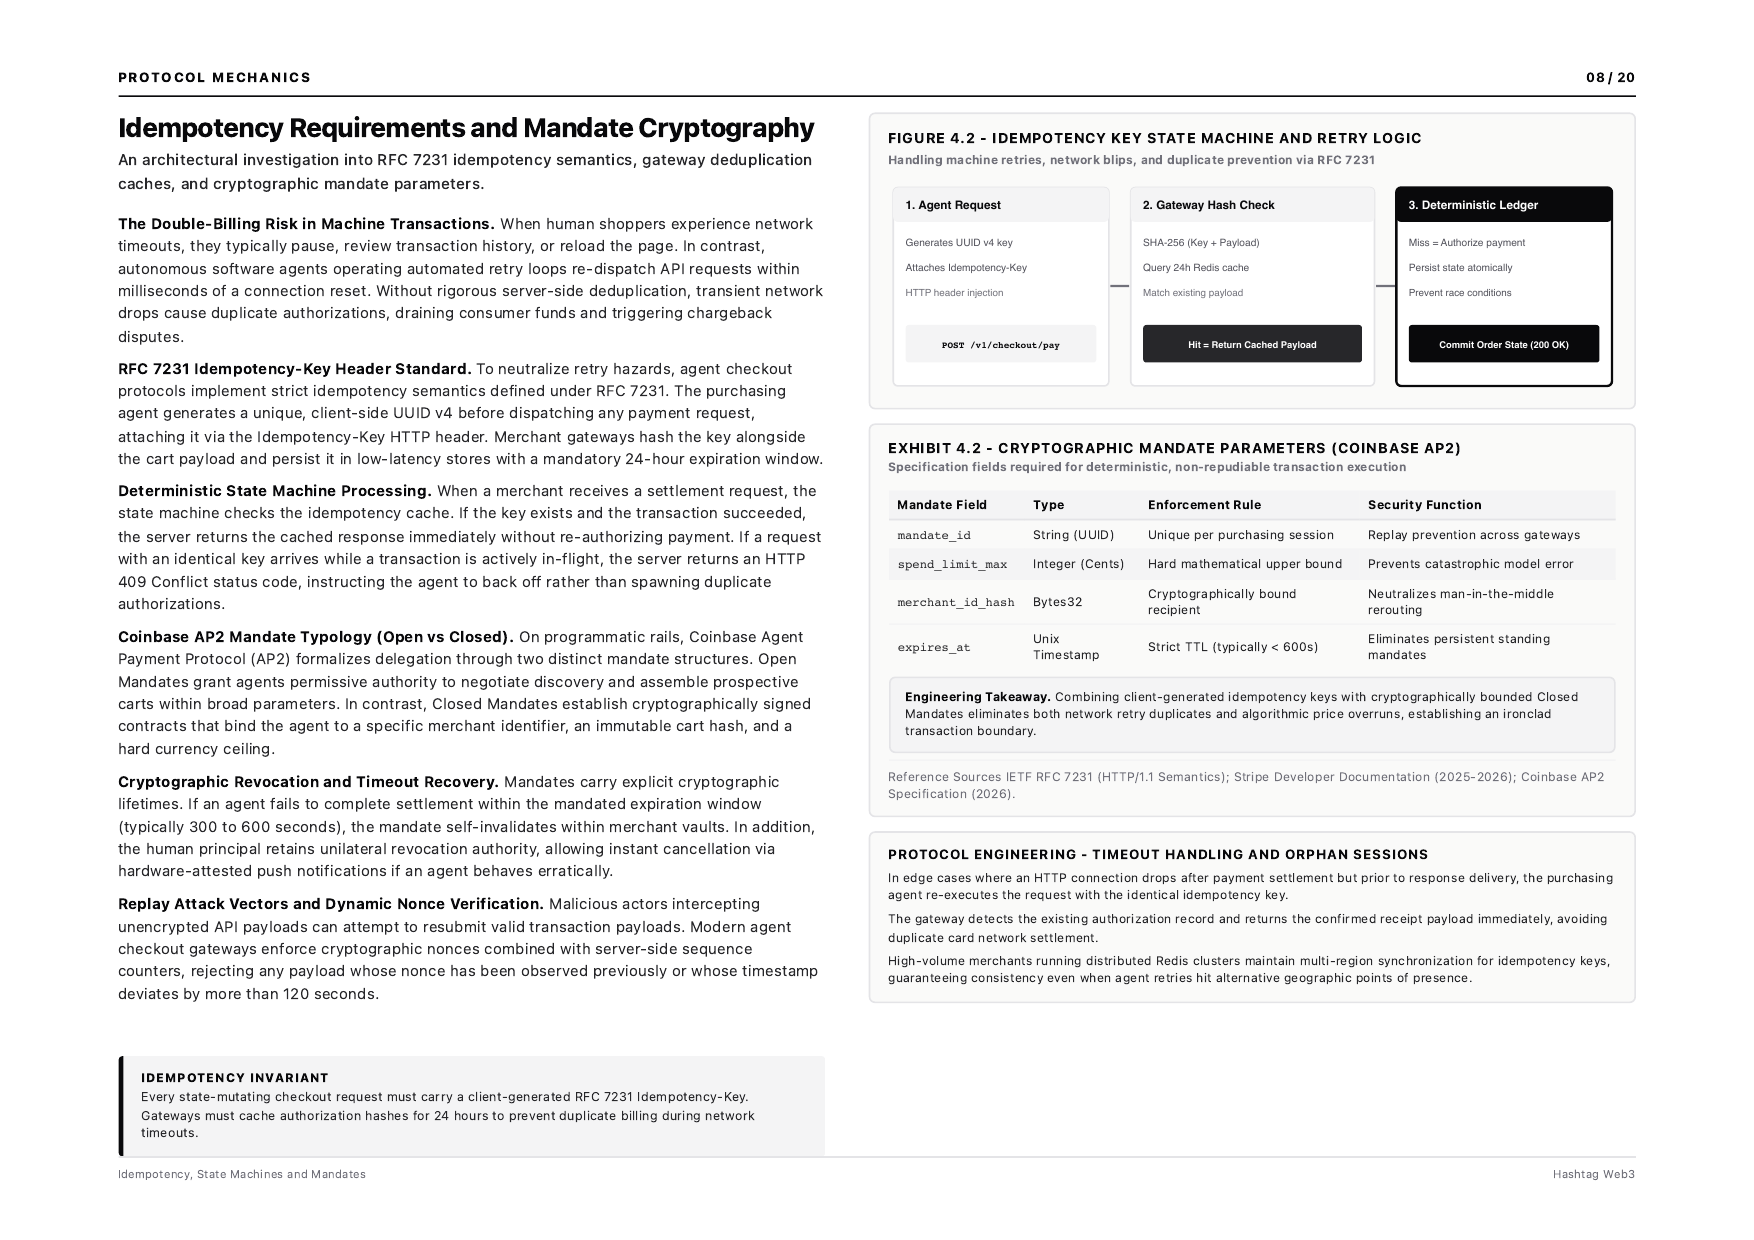 PROTOCOL MECHANICS
08 / 20
Idempotency Requirements and Mandate Cryptography
An architectural investigation into RFC 7231 idempotency semantics, gateway deduplication
caches, and cryptographic mandate parameters.
The Double-Billing Risk in Machine Transactions. When human shoppers experience network
timeouts, they typically pause, review transaction history, or reload the page. In contrast,
autonomous software agents operating automated retry loops re-dispatch API requests within
milliseconds of a connection reset. Without rigorous server-side deduplication, transient network
drops cause duplicate authorizations, draining consumer funds and triggering chargeback
disputes.
RFC 7231 Idempotency-Key Header Standard. To neutralize retry hazards, agent checkout
protocols implement strict idempotency semantics defined under RFC 7231. The purchasing
agent generates a unique, client-side UUID v4 before dispatching any payment request,
attaching it via the Idempotency-Key HTTP header. Merchant gateways hash the key alongside
the cart payload and persist it in low-latency stores with a mandatory 24-hour expiration window.
Deterministic State Machine Processing. When a merchant receives a settlement request, the
state machine checks the idempotency cache. If the key exists and the transaction succeeded,
the server returns the cached response immediately without re-authorizing payment. If a request
with an identical key arrives while a transaction is actively in-flight, the server returns an HTTP
409 Conflict status code, instructing the agent to back off rather than spawning duplicate
authorizations.
Coinbase AP2 Mandate Typology (Open vs Closed). On programmatic rails, Coinbase Agent
Payment Protocol (AP2) formalizes delegation through two distinct mandate structures. Open
Mandates grant agents permissive authority to negotiate discovery and assemble prospective
carts within broad parameters. In contrast, Closed Mandates establish cryptographically signed
contracts that bind the agent to a specific merchant identifier, an immutable cart hash, and a
hard currency ceiling.
Cryptographic Revocation and Timeout Recovery. Mandates carry explicit cryptographic
lifetimes. If an agent fails to complete settlement within the mandated expiration window
(typically 300 to 600 seconds), the mandate self-invalidates within merchant vaults. In addition,
the human principal retains unilateral revocation authority, allowing instant cancellation via
hardware-attested push notifications if an agent behaves erratically.
Replay Attack Vectors and Dynamic Nonce Verification. Malicious actors intercepting
unencrypted API payloads can attempt to resubmit valid transaction payloads. Modern agent
checkout gateways enforce cryptographic nonces combined with server-side sequence
counters, rejecting any payload whose nonce has been observed previously or whose timestamp
deviates by more than 120 seconds.
IDEMPOTENCY INVARIANT
Every state-mutating checkout request must carry a client-generated RFC 7231 Idempotency-Key.
Gateways must cache authorization hashes for 24 hours to prevent duplicate billing during network
timeouts.
FIGURE 4.2 - IDEMPOTENCY KEY STATE MACHINE AND RETRY LOGIC
Handling machine retries, network blips, and duplicate prevention via RFC 7231
1. Agent Request
Generates UUID v4 key
Attaches Idempotency-Key
HTTP header injection
POST /v1/checkout/pay
2. Gateway Hash Check
SHA-256 (Key + Payload)
Query 24h Redis cache
Match existing payload
Hit = Return Cached Payload
3. Deterministic Ledger
Miss = Authorize payment
Persist state atomically
Prevent race conditions
Commit Order State (200 OK)
EXHIBIT 4.2 - CRYPTOGRAPHIC MANDATE PARAMETERS (COINBASE AP2)
Specification fields required for deterministic, non-repudiable transaction execution
Mandate Field Type Enforcement Rule Security Function
mandate_id String (UUID) Unique per purchasing session Replay prevention across gateways
spend_limit_max Integer (Cents) Hard mathematical upper bound Prevents catastrophic model error
merchant_id_hash Bytes32 Cryptographically bound recipient Neutralizes man-in-the-middle rerouting
expires_at Unix Timestamp Strict TTL (typically < 600s) Eliminates persistent standing mandates
Engineering Takeaway. Combining client-generated idempotency keys with cryptographically bounded Closed
Mandates eliminates both network retry duplicates and algorithmic price overruns, establishing an ironclad
transaction boundary.
Reference Sources IETF RFC 7231 (HTTP/1.1 Semantics); Stripe Developer Documentation (2025-2026); Coinbase AP2
Specification (2026).
PROTOCOL ENGINEERING - TIMEOUT HANDLING AND ORPHAN SESSIONS
In edge cases where an HTTP connection drops after payment settlement but prior to response delivery, the purchasing
agent re-executes the request with the identical idempotency key.
The gateway detects the existing authorization record and returns the confirmed receipt payload immediately, avoiding
duplicate card network settlement.
High-volume merchants running distributed Redis clusters maintain multi-region synchronization for idempotency keys,
guaranteeing consistency even when agent retries hit alternative geographic points of presence.
Idempotency, State Machines and Mandates
Hashtag Web3